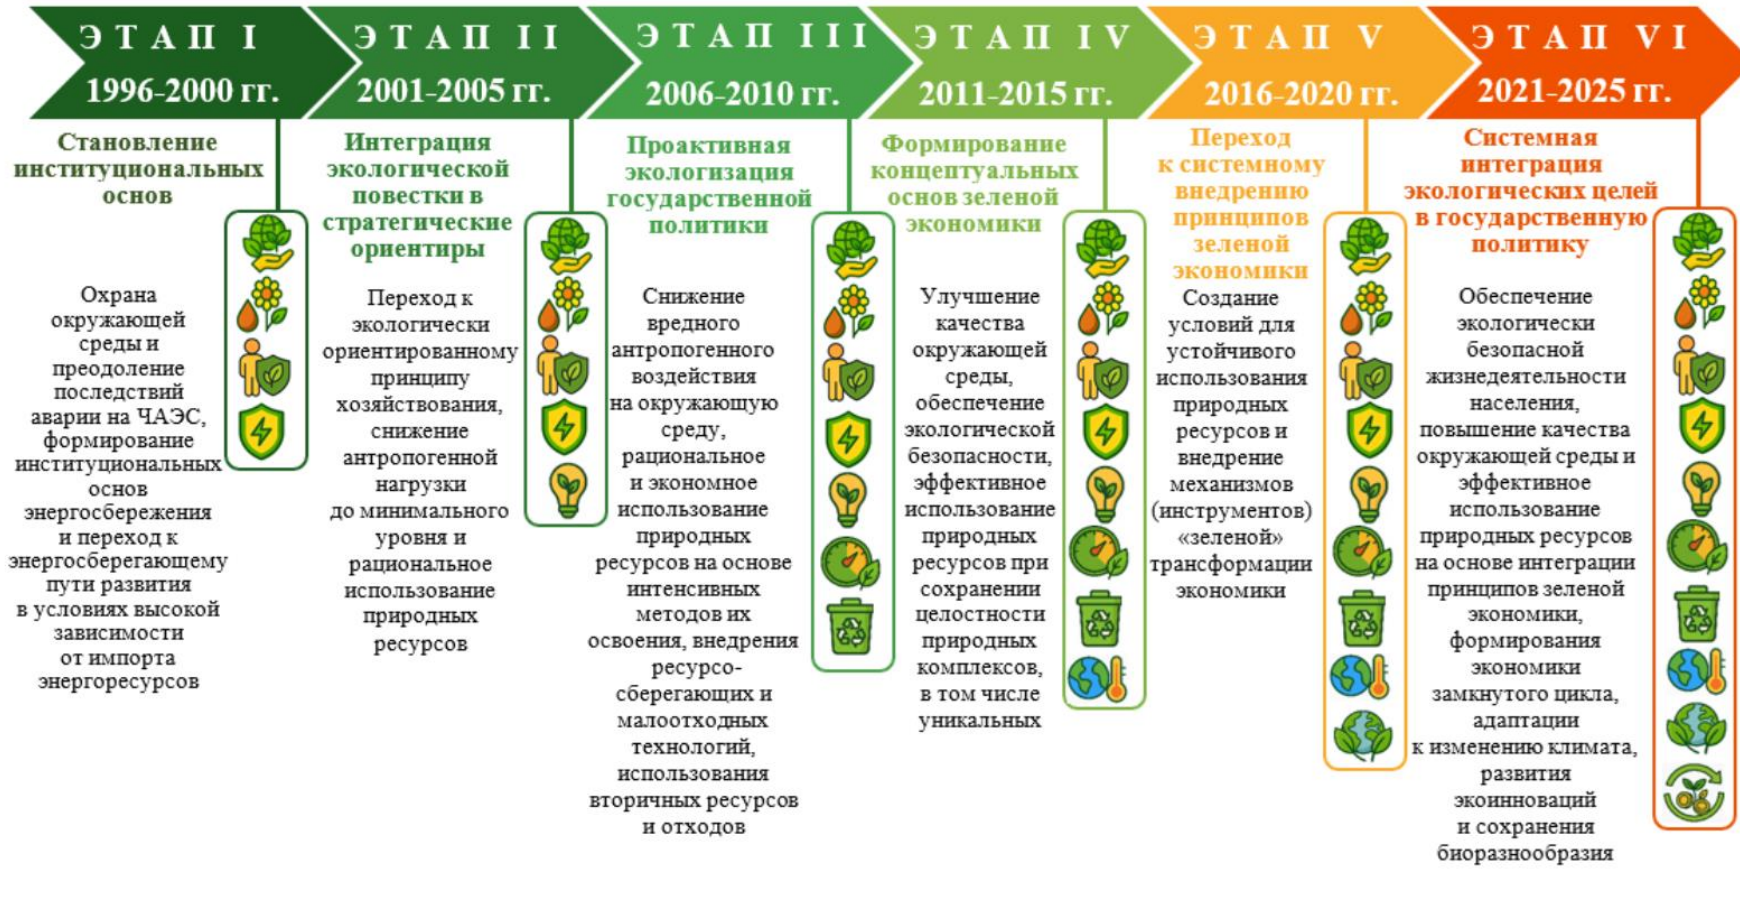 ЭТАП I
1996-2000 гг.
Становление
институциональных
основ
Охрана
окружающей
среды и
преодоление
последствий
аварии на ЧАЭС,
формирование
институциональных
основ
энергосбережения
и переход к
энергосберегающему
пути развития
в условиях высокой
зависимости
от импорта
энергоресурсов
ЭТАП II
2001-2005 гг.
Интеграция
экологической
повестки в
стратегические
ориентиры
Переход к
экологически
ориентированному
принципу
хозяйствования,
снижение
антропогенной
нагрузки
до минимального
уровня и
рациональное
использование
природных
ресурсов
ЭТАП III
2006-2010 гг.
Проактивная
экологизация
государственной
политики
Снижение
вредного
антропогенного
воздействия
на окружающую
среду,
рациональное
и экономное
использование
природных
ресурсов на основе
интенсивных
методов их
освоения, внедрения
ресурсо-
сберегающих и
малоотходных
технологий,
использования
вторичных ресурсов
и отходов
ЭТАП IV
2011-2015 гг.
Формирование
концептуальных
основ зеленой
экономики
Улучшение
качества
окружающей
среды,
обеспечение
экологической
безопасности,
эффективное
использование
природных
ресурсов при
сохранении
целостности
природных
комплексов,
в том числе
уникальных
ЭТАП V
2016-2020 гг.
Переход
к системному
внедрению
принципов
зеленой
экономики
Создание
условий для
устойчивого
использования
природных
ресурсов и
внедрение
механизмов
(инструментов)
«зеленой»
трансформации
экономики
ЭТАП VI
2021-2025 гг.
Системная
интеграция
экологических целей
в государственную
политику
Обеспечение
экологически
безопасной
жизнедеятельности
населения,
повышение качества
окружающей среды и
эффективное
использование
природных ресурсов
на основе интеграции
принципов зеленой
экономики,
формирования
экономики
замкнутого цикла,
адаптации
к изменению климата,
развития
экоинноваций
и сохранения
биоразнообразия